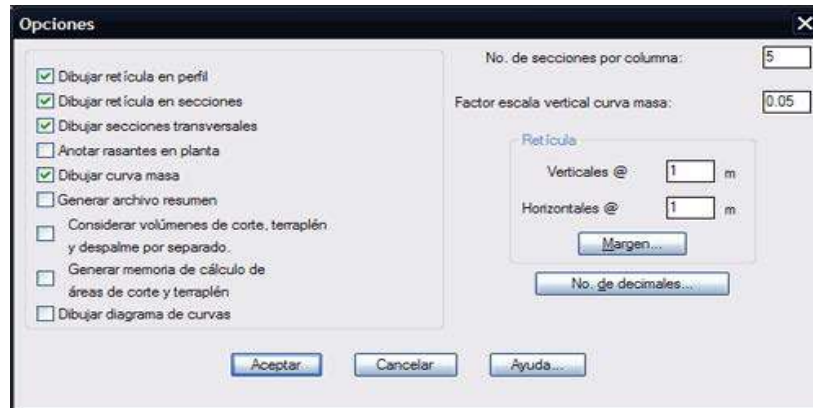 Opciones
Dibujar retícula en perfil
Dibujar retícula en secciones
Dibujar secciones transversales
Anotar rasantes en planta
Dibujar curva masa
Generar archivo resumen
Considerar volúmenes de corte, terraplén
y despalme por separado.
Generar memoria de cálculo de
áreas de corte y terraplén
Dibujar diagrama de curvas
No. de secciones por columna: 5
Factor escala vertical curva masa: 0.05
Retícula
Verticales @ 1 m
Horizontales @ 1 m
Margen...
No. de decimales...
Aceptar Cancelar Ayuda...